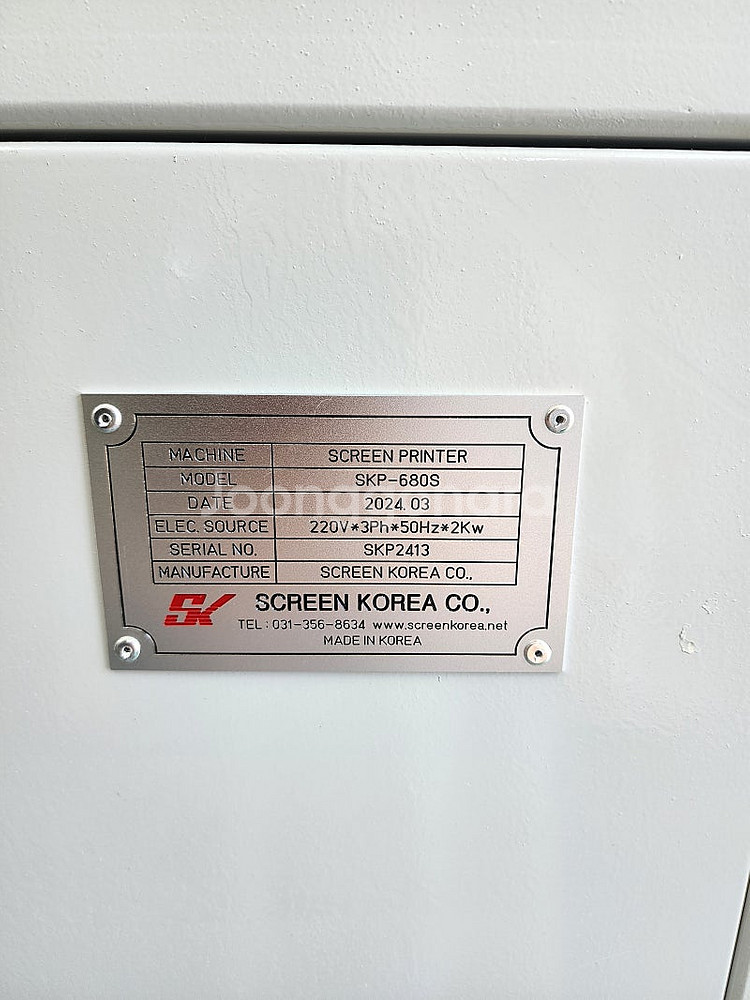 MACHINE SCREEN PRINTER
MODEL SKP-680S
DATE 2024. 03
ELEC. SOURCE 220V*3Ph*50Hz*2Kw
SERIAL NO. SKP2413
MANUFACTURE SCREEN KOREA CO.,
SK SCREEN KOREA CO.,
TEL : 031-356-8634 www.screenkorea.net
MADE IN KOREA